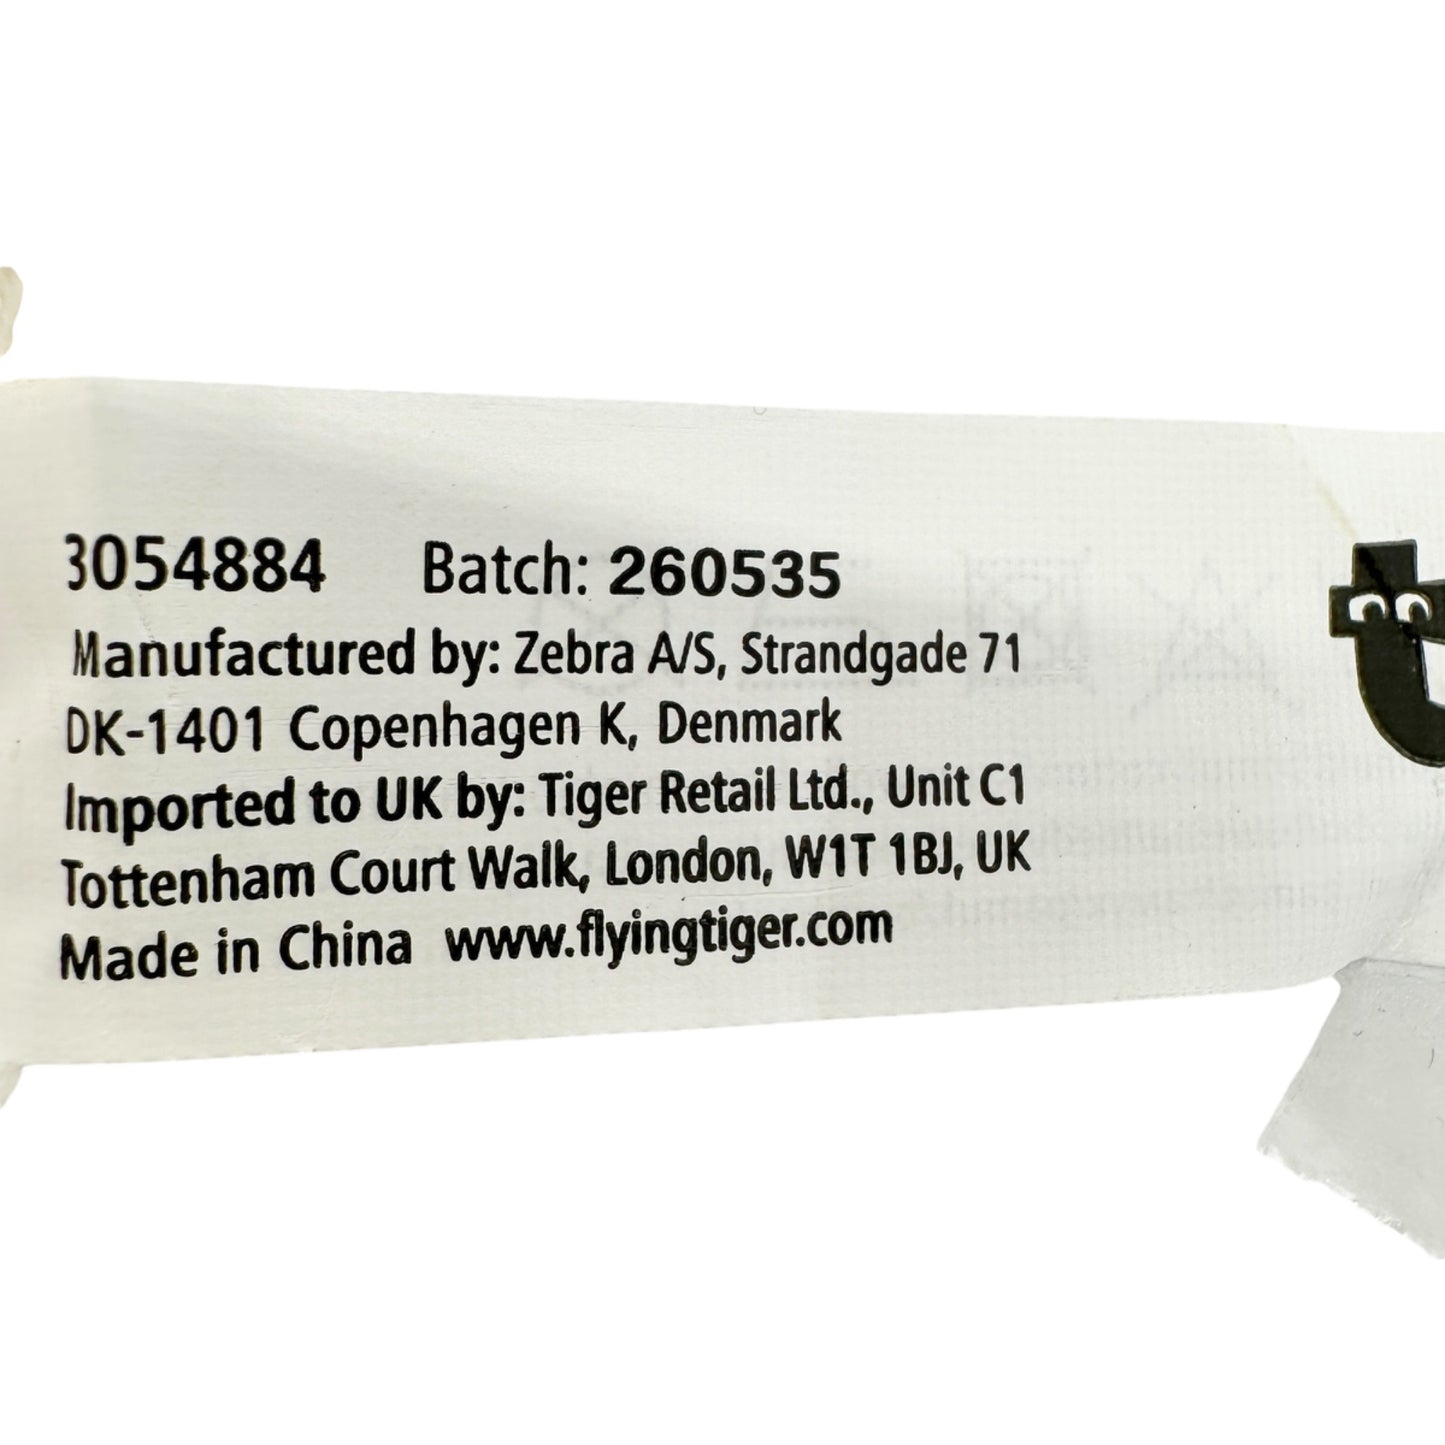 3054884 Batch: 260535
Manufactured by: Zebra A/S, Strandgade 71
DK-1401 Copenhagen K, Denmark
Imported to UK by: Tiger Retail Ltd., Unit C1
Tottenham Court Walk, London, W1T 1BJ, UK
Made in China www.flyingtiger.com